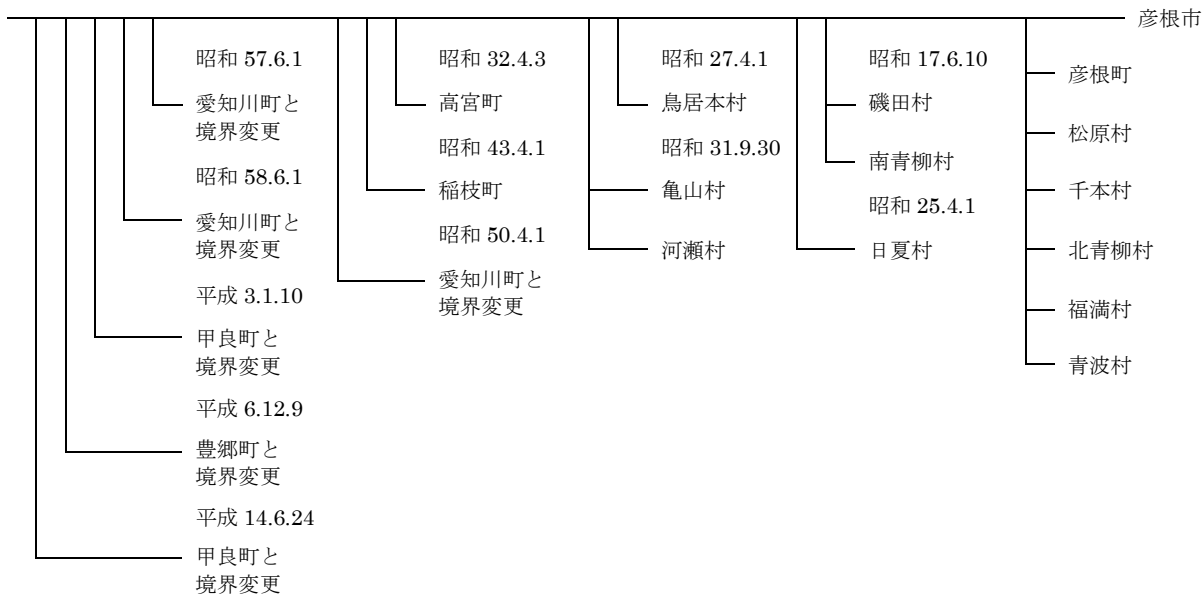 彦根市
昭和 57.6.1
愛知川町と
境界変更
昭和 58.6.1
愛知川町と
境界変更
平成 3.1.10
甲良町と
境界変更
平成 6.12.9
豊郷町と
境界変更
平成 14.6.24
甲良町と
境界変更
昭和 32.4.3
高宮町
昭和 43.4.1
稲枝町
昭和 50.4.1
愛知川町と
境界変更
昭和 27.4.1
鳥居本村
昭和 31.9.30
亀山村
河瀬村
昭和 17.6.10
磯田村
南青柳村
昭和 25.4.1
日夏村
彦根町
松原村
千本村
北青柳村
福満村
青波村